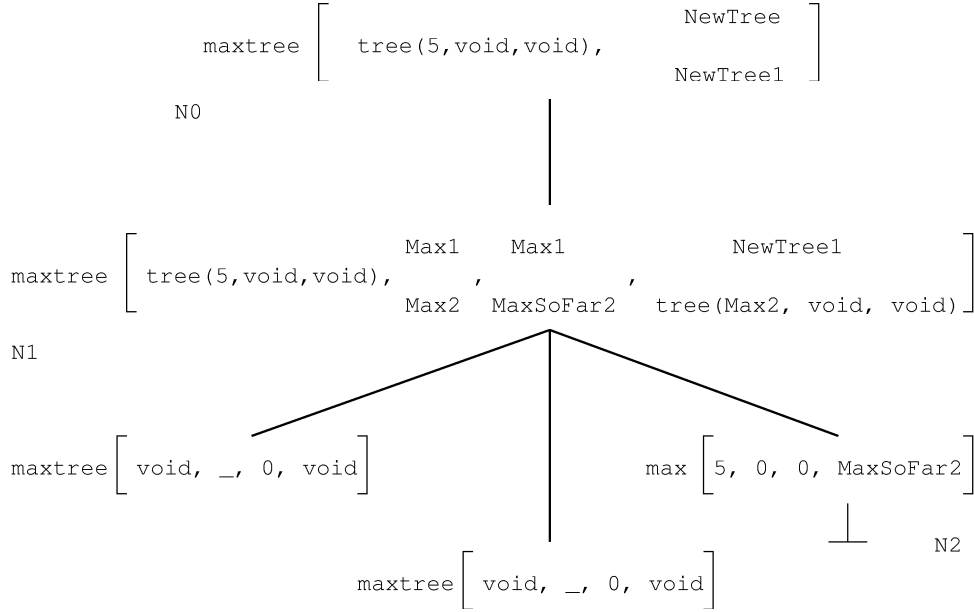 NewTree
maxtree [ tree(5,void,void), ]
NewTree1
N0
Max1 Max1 NewTree1
maxtree [ tree(5,void,void), , , ]
Max2 MaxSoFar2 tree(Max2, void, void)
N1
maxtree [ void, _, 0, void ]
max [ 5, 0, 0, MaxSoFar2 ]
N2
maxtree [ void, _, 0, void ]